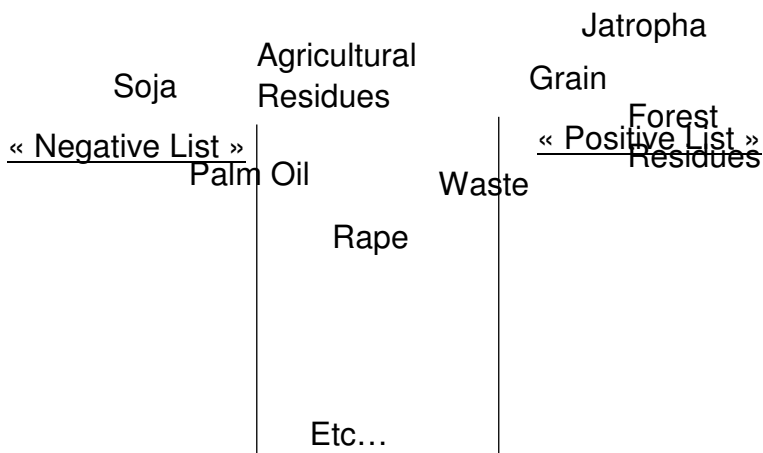 Jatropha
Agricultural
Residues
Soja
Grain
Forest
Residues
« Negative List »
« Positive List »
Palm Oil
Waste
Rape
Etc…